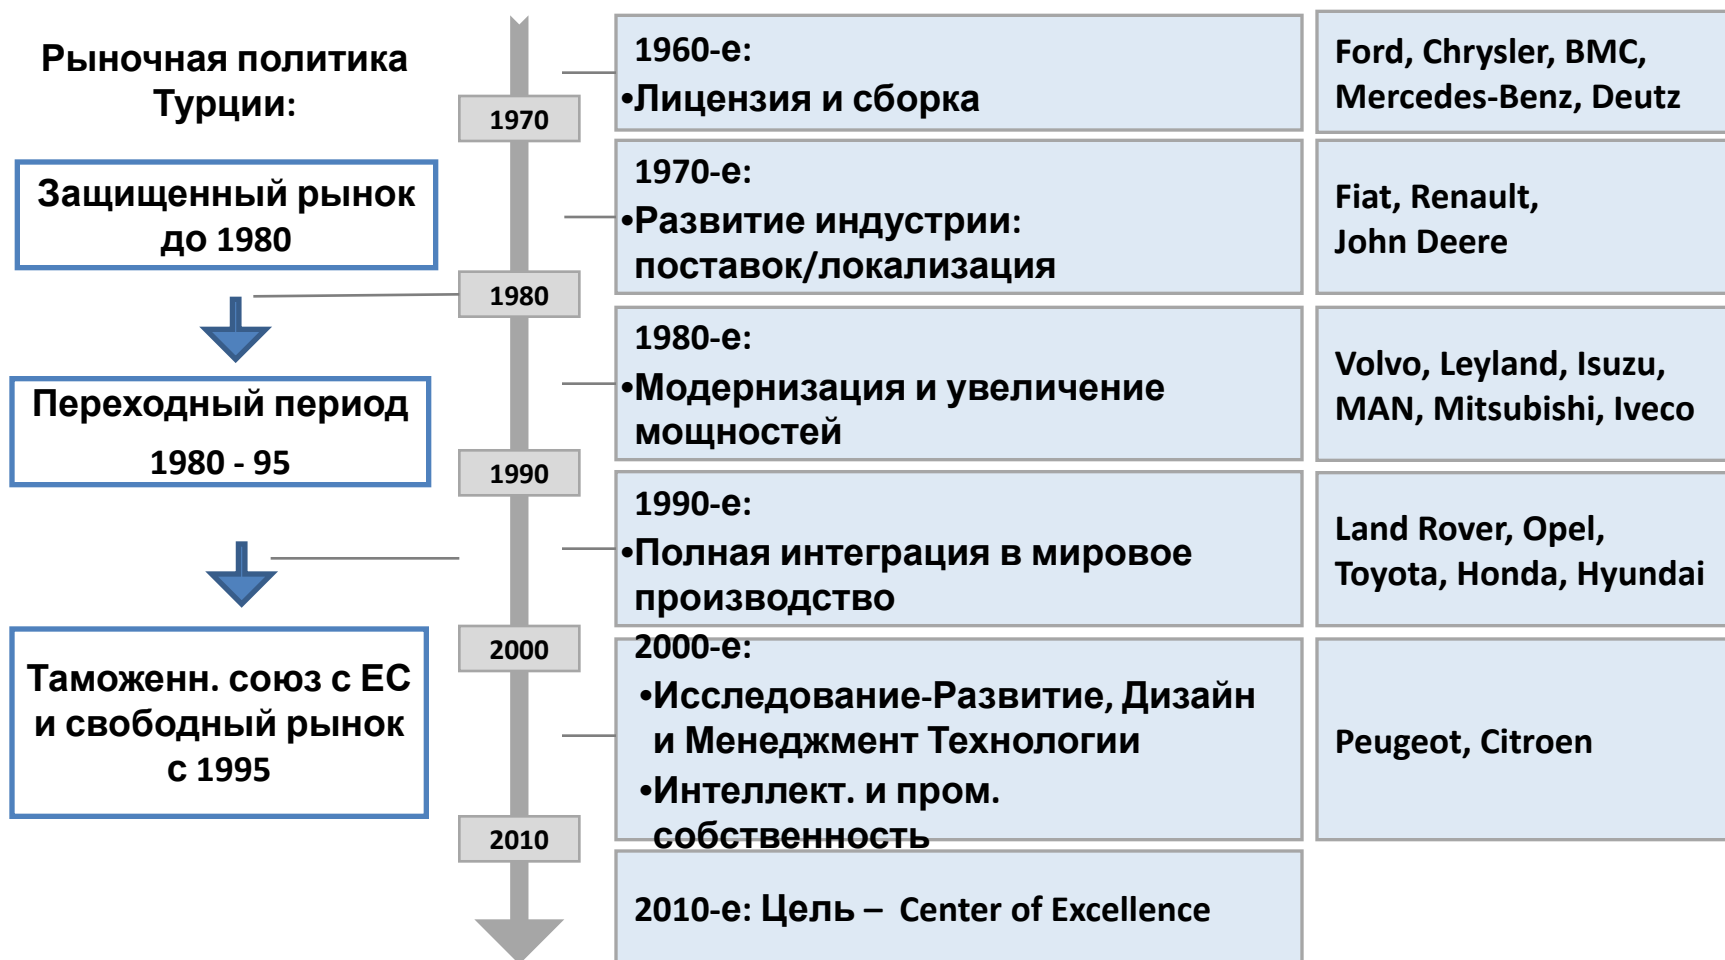 Рыночная политика
Турции:
Защищенный рынок
до 1980
Переходный период
1980 - 95
Таможенн. союз с ЕС
и свободный рынок
с 1995
1970
1980
1990
2000
2010
1960-е:
•Лицензия и сборка
Ford, Chrysler, BMC,
Mercedes-Benz, Deutz
1970-е:
•Развитие индустрии:
поставок/локализация
Fiat, Renault,
John Deere
1980-е:
•Модернизация и увеличение
мощностей
Volvo, Leyland, Isuzu,
MAN, Mitsubishi, Iveco
1990-е:
•Полная интеграция в мировое
производство
Land Rover, Opel,
Toyota, Honda, Hyundai
2000-е:
•Исследование-Развитие, Дизайн
и Менеджмент Технологии
•Интеллект. и пром.
собственность
Peugeot, Citroen
2010-е: Цель – Center of Excellence